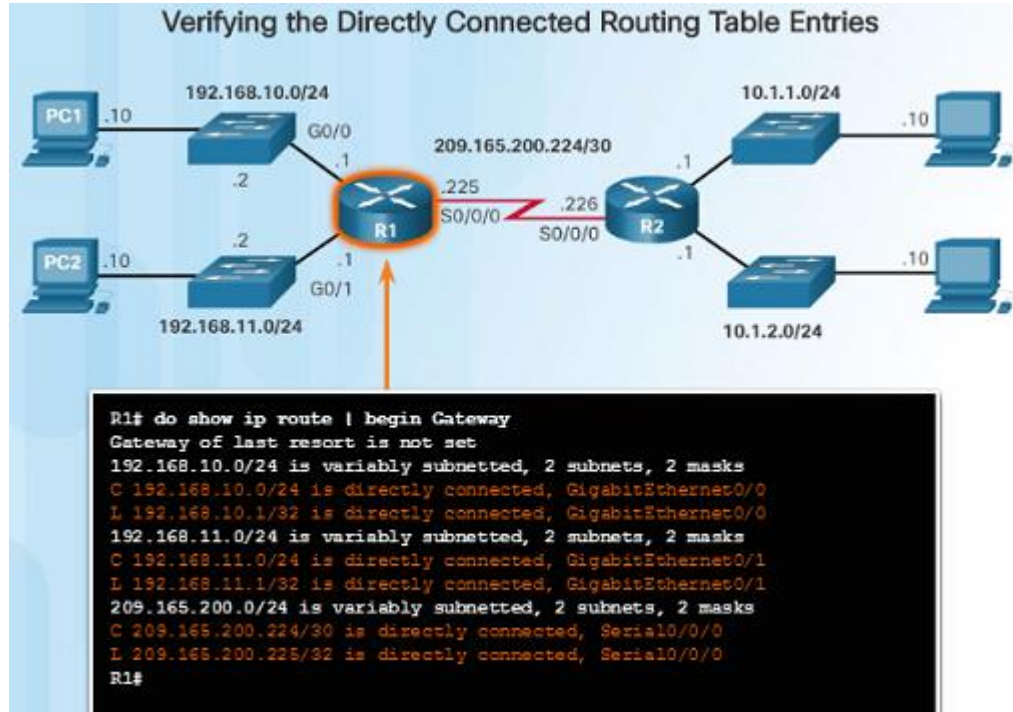 Verifying the Directly Connected Routing Table Entries
192.168.10.0/24
10.1.1.0/24
PC1
.10
G0/0
.10
209.165.200.224/30
.1
.1
.2
.225
.226
S0/0/0
R1
S0/0/0
R2
.2
.1
.1
PC2
.10
.10
G0/1
192.168.11.0/24
10.1.2.0/24
R1# do show ip route | begin Gateway
Gateway of last resort is not set
192.168.10.0/24 is variably subnetted, 2 subnets, 2 masks
C 192.168.10.0/24 is directly connected, GigabitEthernet0/0
L 192.168.10.1/32 is directly connected, GigabitEthernet0/0
192.168.11.0/24 is variably subnetted, 2 subnets, 2 masks
C 192.168.11.0/24 is directly connected, GigabitEthernet0/1
L 192.168.11.1/32 is directly connected, GigabitEthernet0/1
209.165.200.0/24 is variably subnetted, 2 subnets, 2 masks
C 209.165.200.224/30 is directly connected, Serial0/0/0
L 209.165.200.225/32 is directly connected, Serial0/0/0
R1#